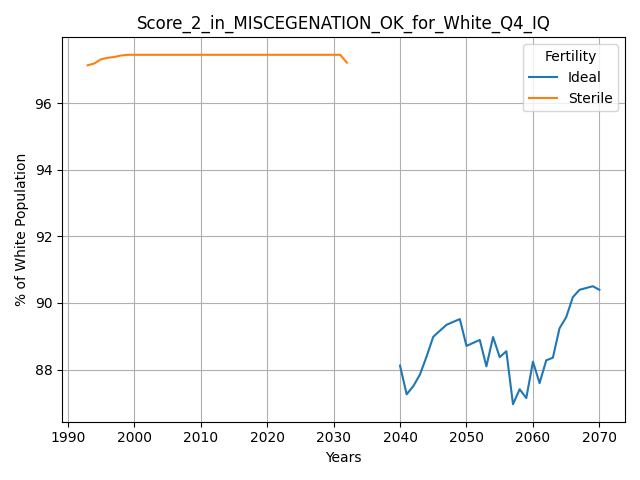 Score_2_in_MISCEGENATION_OK_for_White_Q4_IQ
Fertility
Ideal
Sterile
% of White Population
96
94
92
90
88
1990 2000 2010 2020 2030 2040 2050 2060 2070
Years